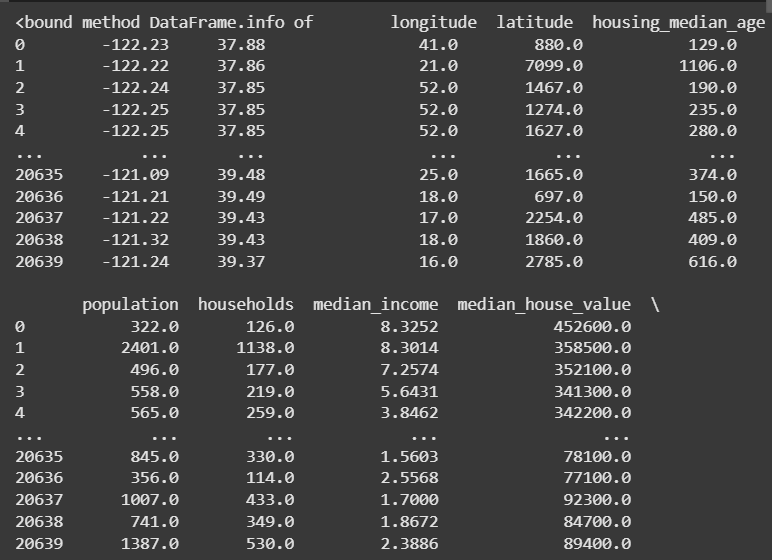 <bound method DataFrame.info of        longitude  latitude  housing_median_age
0        -122.23     37.88                41.0        880.0           129.0
1        -122.22     37.86                21.0       7099.0          1106.0
2        -122.24     37.85                52.0       1467.0           190.0
3        -122.25     37.85                52.0       1274.0           235.0
4        -122.25     37.85                52.0       1627.0           280.0
...          ...       ...                 ...          ...             ...
20635    -121.09     39.48                25.0       1665.0           374.0
20636    -121.21     39.49                18.0        697.0           150.0
20637    -121.22     39.43                17.0       2254.0           485.0
20638    -121.32     39.43                18.0       1860.0           409.0
20639    -121.24     39.37                16.0       2785.0           616.0
       population  households  median_income  median_house_value  \
0           322.0       126.0         8.3252            452600.0
1          2401.0      1138.0         8.3014            358500.0
2           496.0       177.0         7.2574            352100.0
3           558.0       219.0         5.6431            341300.0
4           565.0       259.0         3.8462            342200.0
...           ...         ...            ...                 ...
20635       845.0       330.0         1.5603             78100.0
20636       356.0       114.0         2.5568             77100.0
20637      1007.0       433.0         1.7000             92300.0
20638       741.0       349.0         1.8672             84700.0
20639      1387.0       530.0         2.3886             89400.0